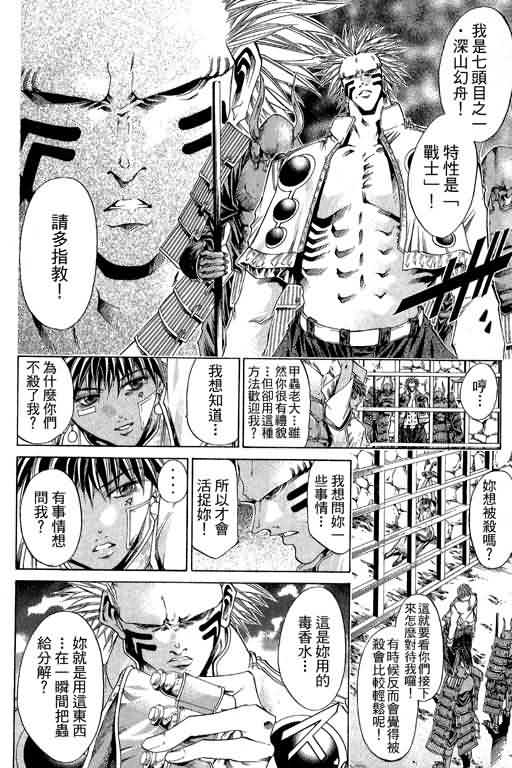 我是七頭目之一
·深山幻舟！
特性是「
戰士」！
請多指教！
哼…
甲蟲老大…雖
然你很有禮貌
…但卻用這種
方法歡迎我？
我想知道…
為什麼你們
不殺了我？
妳想被殺嗎？
這就要看你們接下
來怎麼對待我囉！
有時候反而會覺得被
殺會比較輕鬆呢！
我想問妳一
些事情…
所以才會
活捉妳！
…
有事情想
問我？
這是妳用的
毒香水…
妳就是用這東西
…在一瞬間把蟲
給分解？